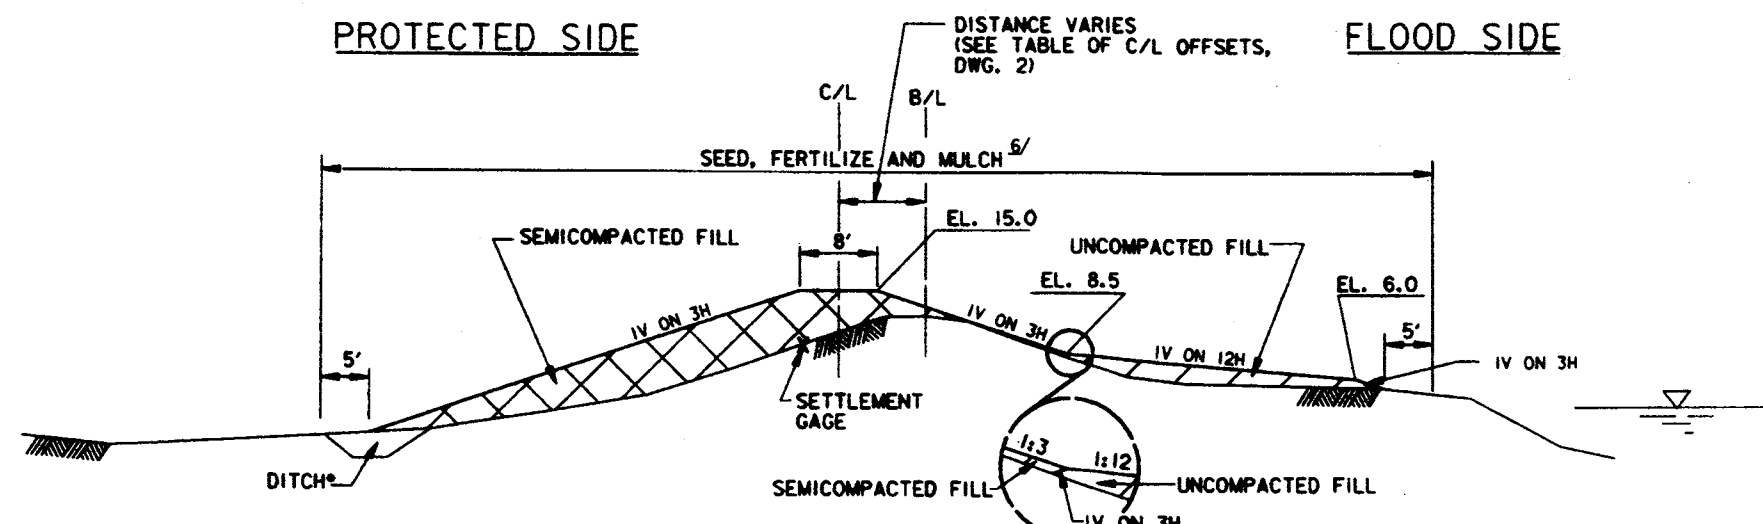 PROTECTED SIDE
DISTANCE VARIES
(SEE TABLE OF C/L OFFSETS,
DWG. 2)
FLOOD SIDE
C/L
B/L
SEED, FERTILIZE AND MULCH 6/
SEMICOMPACTED FILL
8'
EL. 15.0
UNCOMPACTED FILL
EL. 8.5
EL. 6.0
1V ON 3H
1V ON 3H
1V ON 12H
5'
5'
1V ON 3H
SETTLEMENT
GAGE
DITCH*
1:3
1:12
SEMICOMPACTED FILL
UNCOMPACTED FILL
1V ON 3H